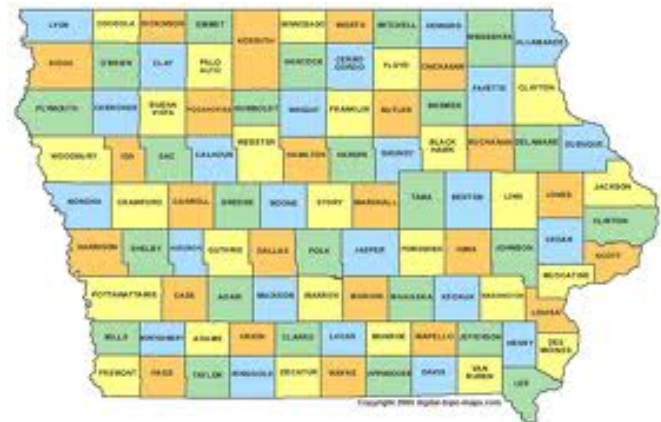 LYON OSCEOLA DICKINSON EMMET WINNEBAGO WORTH MITCHELL HOWARD WINNESHIEK ALLAMAKEE
SIOUX O'BRIEN CLAY PALO ALTO KOSSUTH HANCOCK CERRO GORDO FLOYD CHICKASAW
PLYMOUTH CHEROKEE BUENA VISTA POCAHONTAS HUMBOLDT WRIGHT FRANKLIN BUTLER BREMER FAYETTE CLAYTON
WOODBURY IDA SAC CALHOUN WEBSTER HAMILTON HARDIN GRUNDY BLACK HAWK BUCHANAN DELAWARE DUBUQUE
MONONA CRAWFORD CARROLL GREENE BOONE STORY MARSHALL TAMA BENTON LINN JONES JACKSON
HARRISON SHELBY AUDUBON GUTHRIE DALLAS POLK JASPER POWESHIEK IOWA JOHNSON CEDAR CLINTON
SCOTT
MUSCATINE
POTTAWATTAMIE CASS ADAIR MADISON WARREN MARION MAHASKA KEOKUK WASHINGTON LOUISA
MILLS MONTGOMERY ADAMS UNION CLARKE LUCAS MONROE WAPELLO JEFFERSON HENRY DES MOINES
FREMONT PAGE TAYLOR RINGGOLD DECATUR WAYNE APPANOOSE DAVIS VAN BUREN LEE